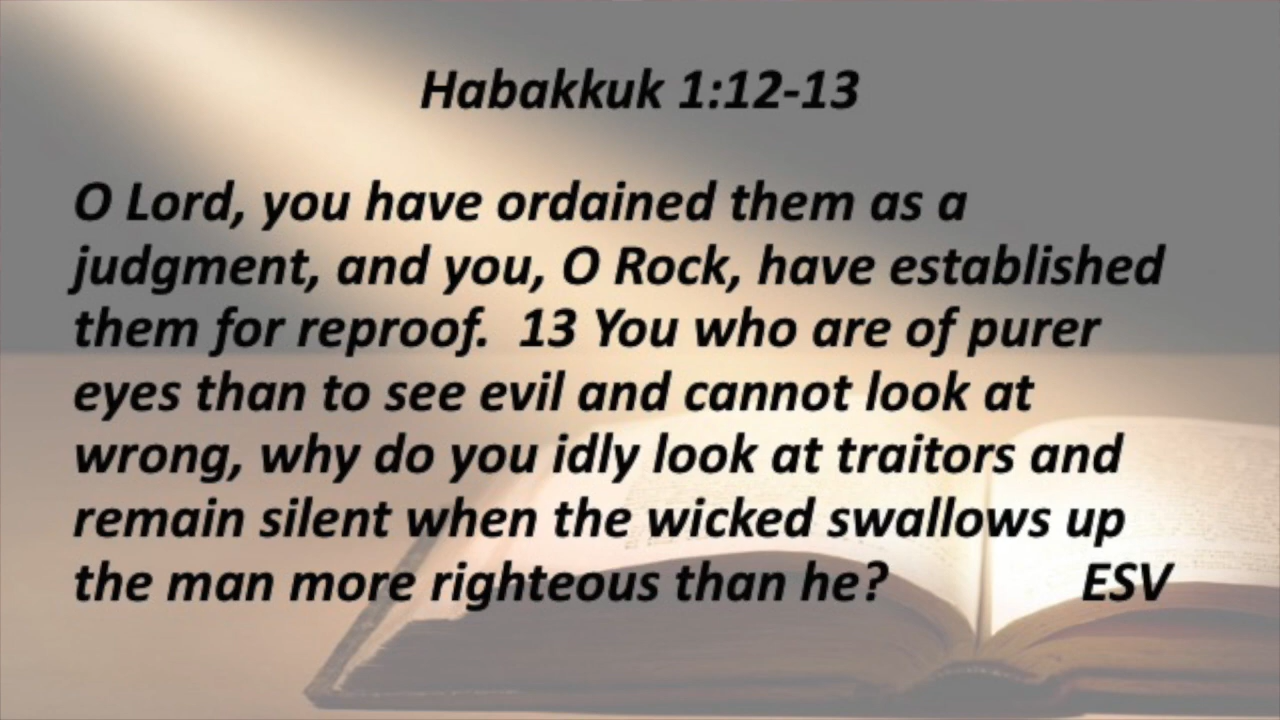 Habakkuk 1:12-13
O Lord, you have ordained them as a
judgment, and you, O Rock, have established
them for reproof.  13 You who are of purer
eyes than to see evil and cannot look at
wrong, why do you idly look at traitors and
remain silent when the wicked swallows up
the man more righteous than he? ESV